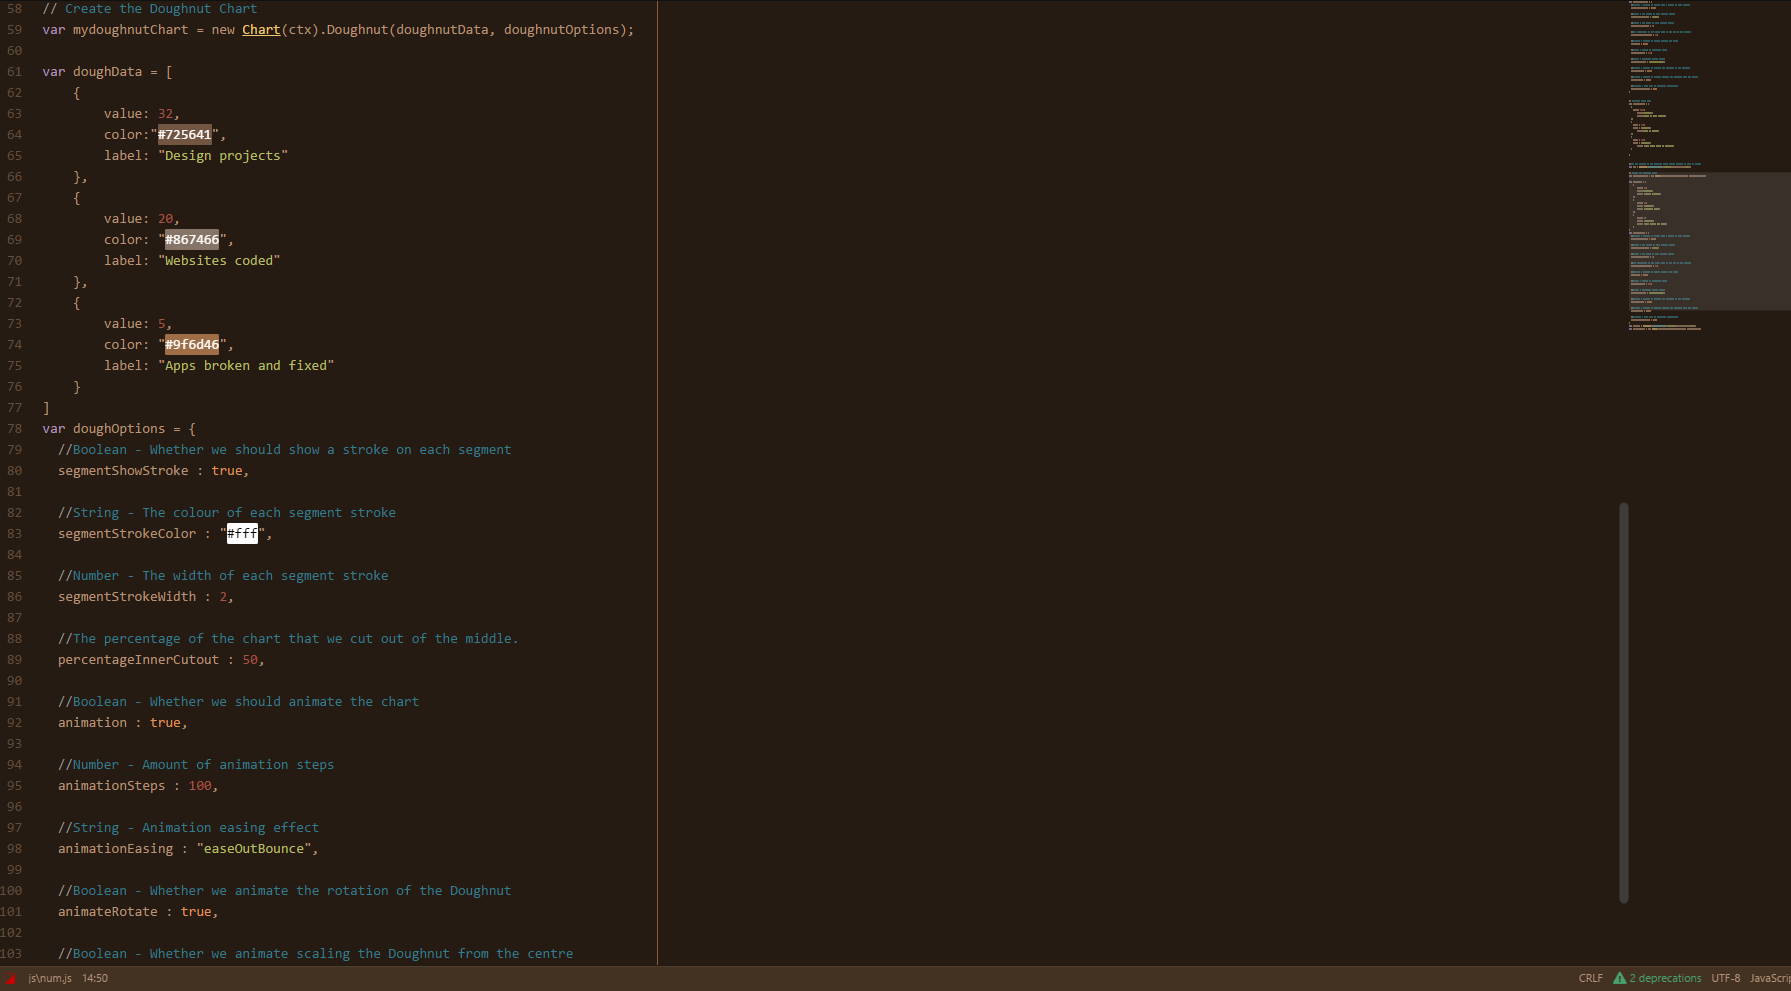 58 // Create the Doughnut Chart
59 var mydoughnutChart = new Chart(ctx).Doughnut(doughnutData, doughnutOptions);
60
61 var doughData = [
62 {
63 value: 32,
64 color:"#725641",
65 label: "Design projects"
66 },
67 {
68 value: 20,
69 color: "#867466",
70 label: "Websites coded"
71 },
72 {
73 value: 5,
74 color: "#9f6d46",
75 label: "Apps broken and fixed"
76 }
77 ]
78 var doughOptions = {
79 //Boolean - Whether we should show a stroke on each segment
80 segmentShowStroke : true,
81
82 //String - The colour of each segment stroke
83 segmentStrokeColor : "#fff",
84
85 //Number - The width of each segment stroke
86 segmentStrokeWidth : 2,
87
88 //The percentage of the chart that we cut out of the middle.
89 percentageInnerCutout : 50,
90
91 //Boolean - Whether we should animate the chart
92 animation : true,
93
94 //Number - Amount of animation steps
95 animationSteps : 100,
96
97 //String - Animation easing effect
98 animationEasing : "easeOutBounce",
99
100 //Boolean - Whether we animate the rotation of the Doughnut
101 animateRotate : true,
102
103 //Boolean - Whether we animate scaling the Doughnut from the centre
js\num.js 14:50 CRLF 2 deprecations UTF-8 JavaScrip